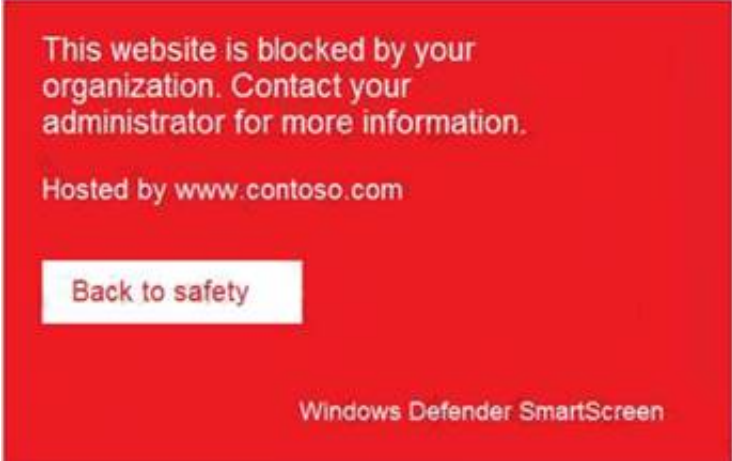 This website is blocked by your
organization. Contact your
administrator for more information.
Hosted by www.contoso.com
Back to safety
Windows Defender SmartScreen